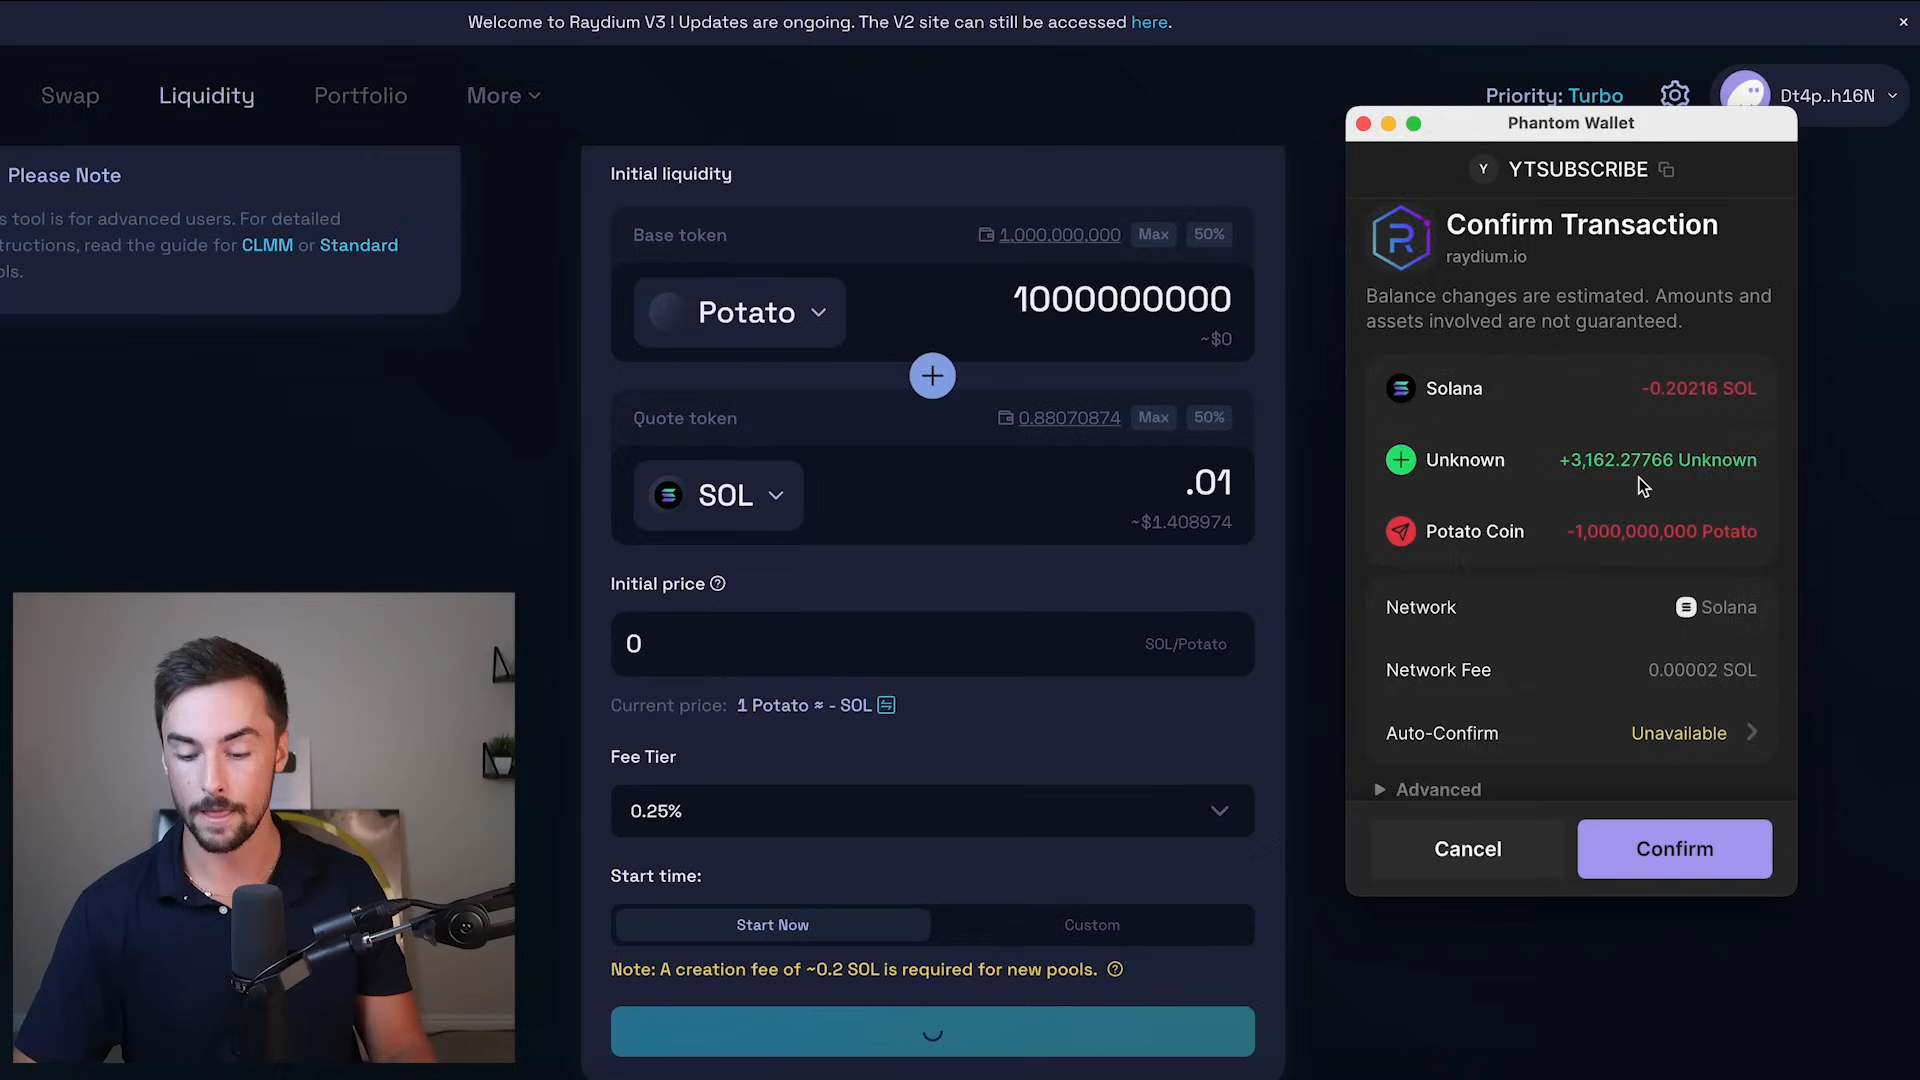 Welcome to Raydium V3 ! Updates are ongoing. The V2 site can still be accessed here.
Swap
Liquidity
Portfolio
More
Priority: Turbo
Dt4p..h16N
Please Note
s tool is for advanced users. For detailed
tructions, read the guide for CLMM or Standard
ols.
Initial liquidity
Base token
1,000,000,000
Max
50%
Potato
1000000000
~$0
Quote token
0.88070874
Max
50%
SOL
.01
~$1.408974
Initial price
0
SOL/Potato
Current price: 1 Potato ≈ - SOL
Fee Tier
0.25%
Start time:
Start Now
Custom
Note: A creation fee of ~0.2 SOL is required for new pools.
Phantom Wallet
Y
YTSUBSCRIBE
Confirm Transaction
raydium.io
Balance changes are estimated. Amounts and
assets involved are not guaranteed.
Solana
-0.20216 SOL
Unknown
+3,162.27766 Unknown
Potato Coin
-1,000,000,000 Potato
Network
Solana
Network Fee
0.00002 SOL
Auto-Confirm
Unavailable
Advanced
Cancel
Confirm